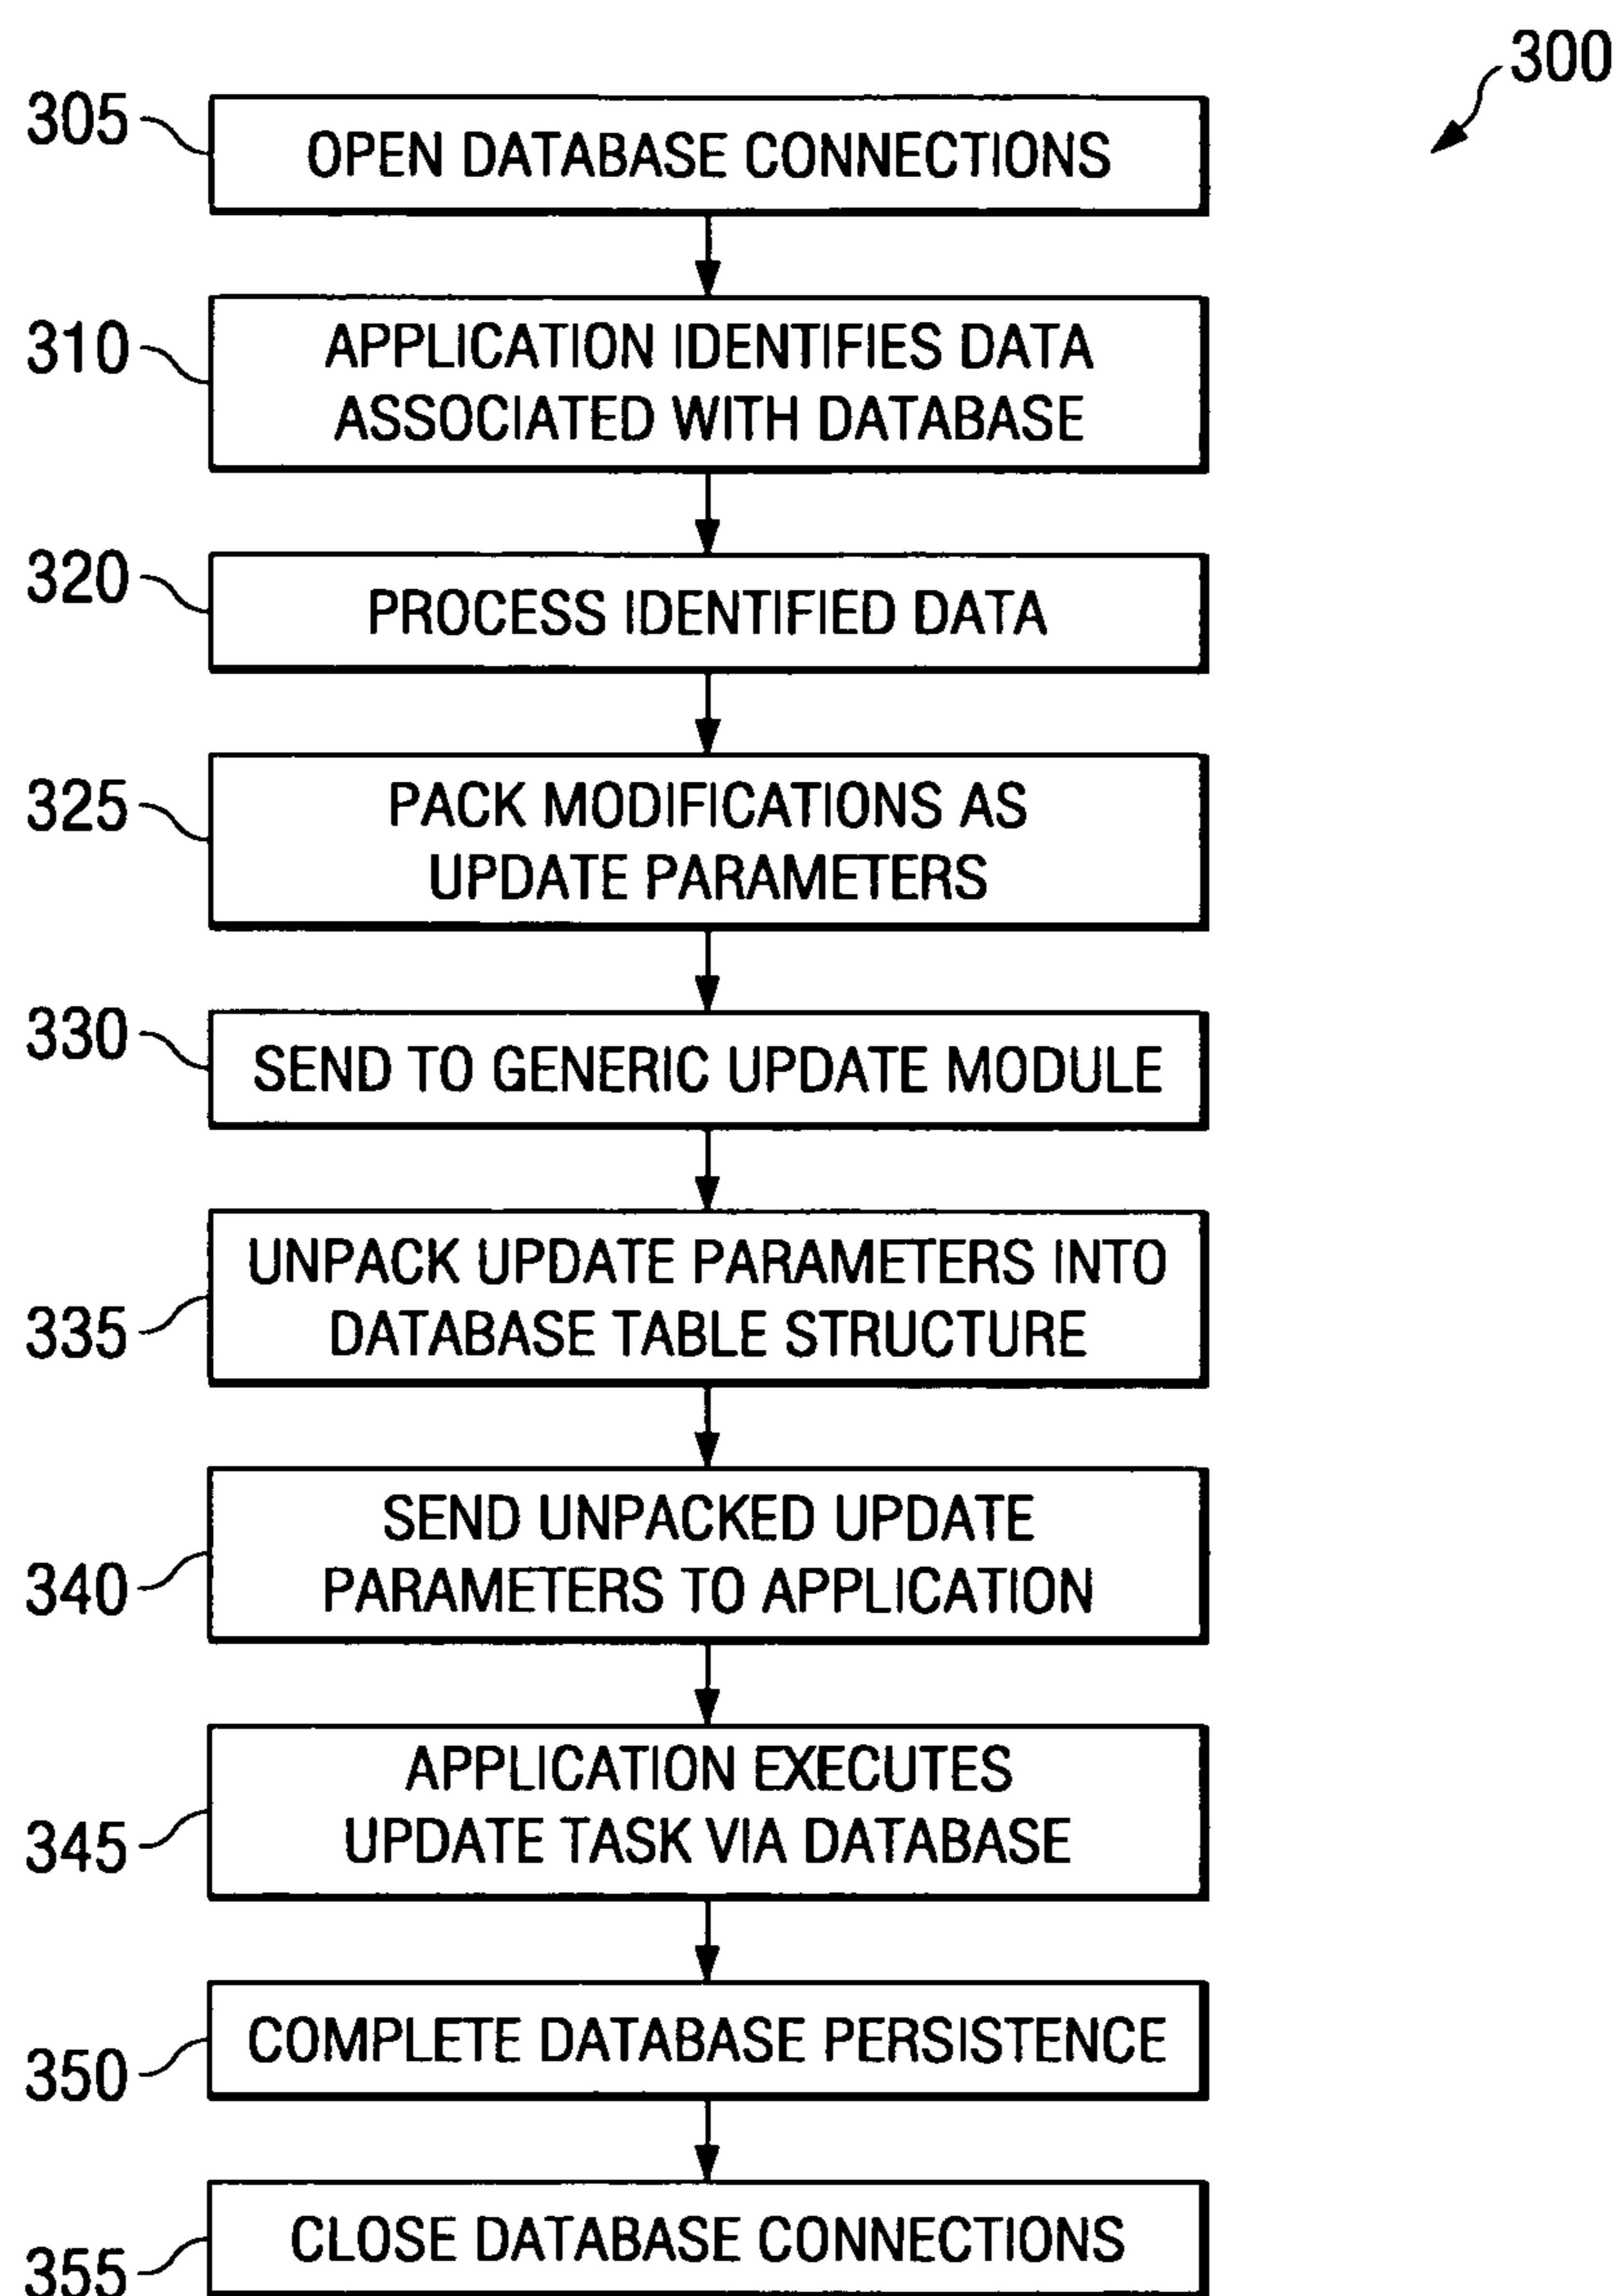 300
305
OPEN DATABASE CONNECTIONS
310
APPLICATION IDENTIFIES DATA
ASSOCIATED WITH DATABASE
320
PROCESS IDENTIFIED DATA
325
PACK MODIFICATIONS AS
UPDATE PARAMETERS
330
SEND TO GENERIC UPDATE MODULE
335
UNPACK UPDATE PARAMETERS INTO
DATABASE TABLE STRUCTURE
340
SEND UNPACKED UPDATE
PARAMETERS TO APPLICATION
345
APPLICATION EXECUTES
UPDATE TASK VIA DATABASE
350
COMPLETE DATABASE PERSISTENCE
355
CLOSE DATABASE CONNECTIONS